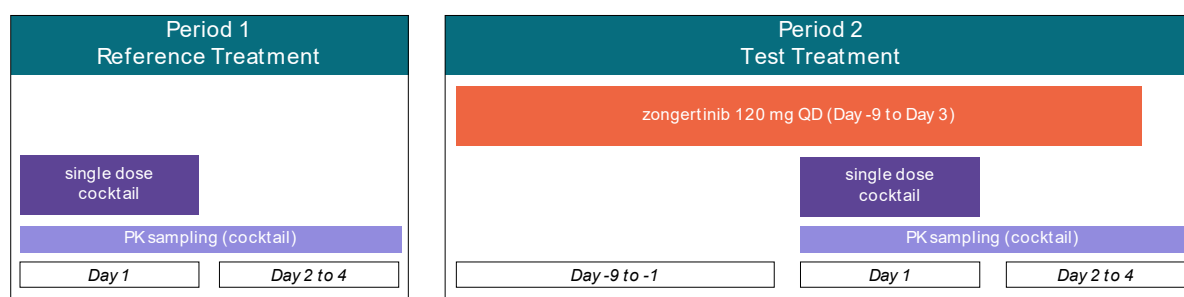 Period 1
Reference Treatment
single dose
cocktail
PK sampling (cocktail)
Day 1
Day 2 to 4
Period 2
Test Treatment
zongertinib 120 mg QD (Day -9 to Day 3)
single dose
cocktail
PK sampling (cocktail)
Day -9 to -1
Day 1
Day 2 to 4